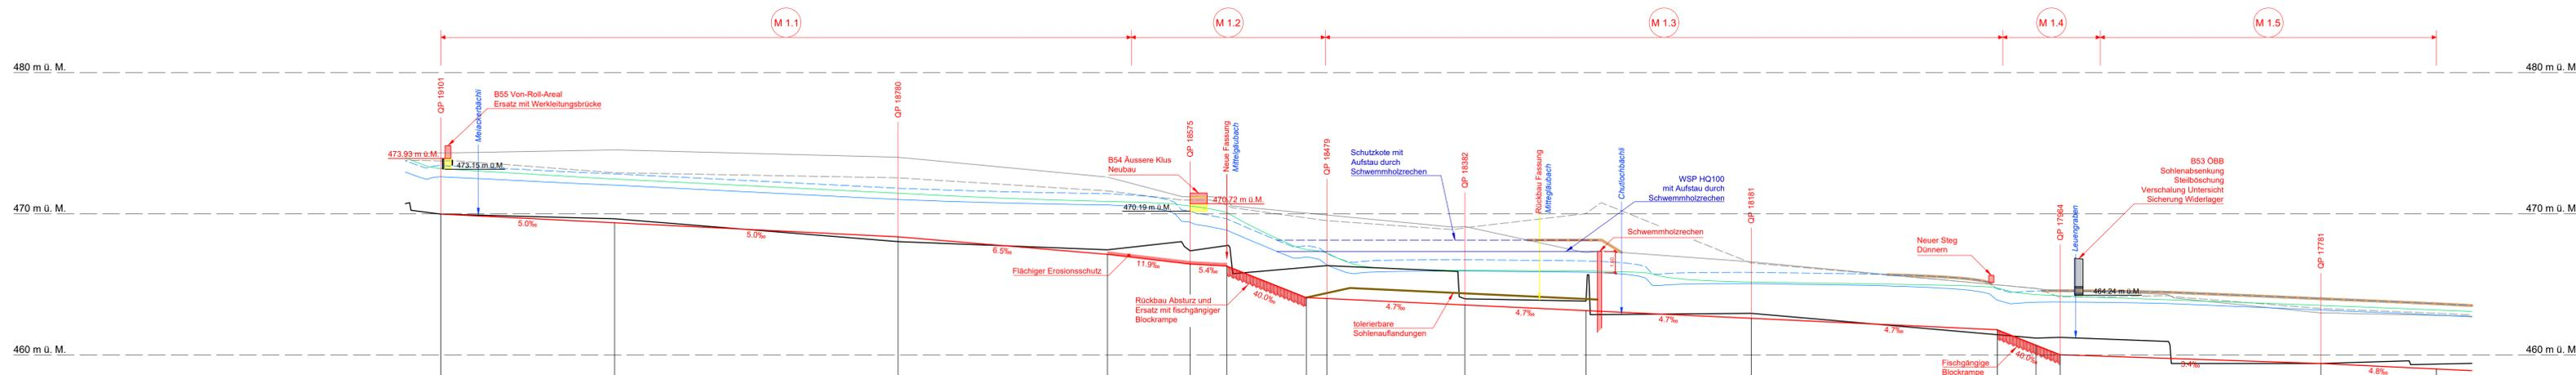 M 1.1
M 1.2
M 1.3
M 1.4
M 1.5
480 m ü. M.
480 m ü. M
QP 19101
Meiackerbächli
B55 Von-Roll-Areal
Ersatz mit Werkleitungsbrücke
QP 18780
473.93 m ü.M.
473.15 m ü.M.
B54 Äussere Klus
Neubau
QP 18575
Neue Fassung
Mittelgäubach
QP 18479
Schutzkote mit
Aufstau durch
Schwemmholzrechen
QP 18382
Rückbau Fassung
Mittelgäubach
Chutlochbächli
WSP HQ100
mit Aufstau durch
Schwemmholzrechen
QP 18181
B53 ÖBB
Sohlenabsenkung
Steilböschung
Verschalung Untersicht
Sicherung Widerlager
QP 17964
Leuengraben
QP 17781
470 m ü. M.
470 m ü. M
470.19 m ü.M.
470.72 m ü.M.
5.0‰
5.0‰
6.5‰
11.9‰
5.4‰
40.0‰
Flächiger Erosionsschutz
Rückbau Absturz und
Ersatz mit fischgängiger
Blockrampe
Schwemmholzrechen
Neuer Steg
Dünnern
464.24 m ü.M.
4.7‰
4.7‰
4.7‰
4.7‰
tolerierbare
Sohlenauflandungen
Fischgängige
Blockrampe
40.0‰
3.4‰
4.8‰
460 m ü. M.
460 m ü. M